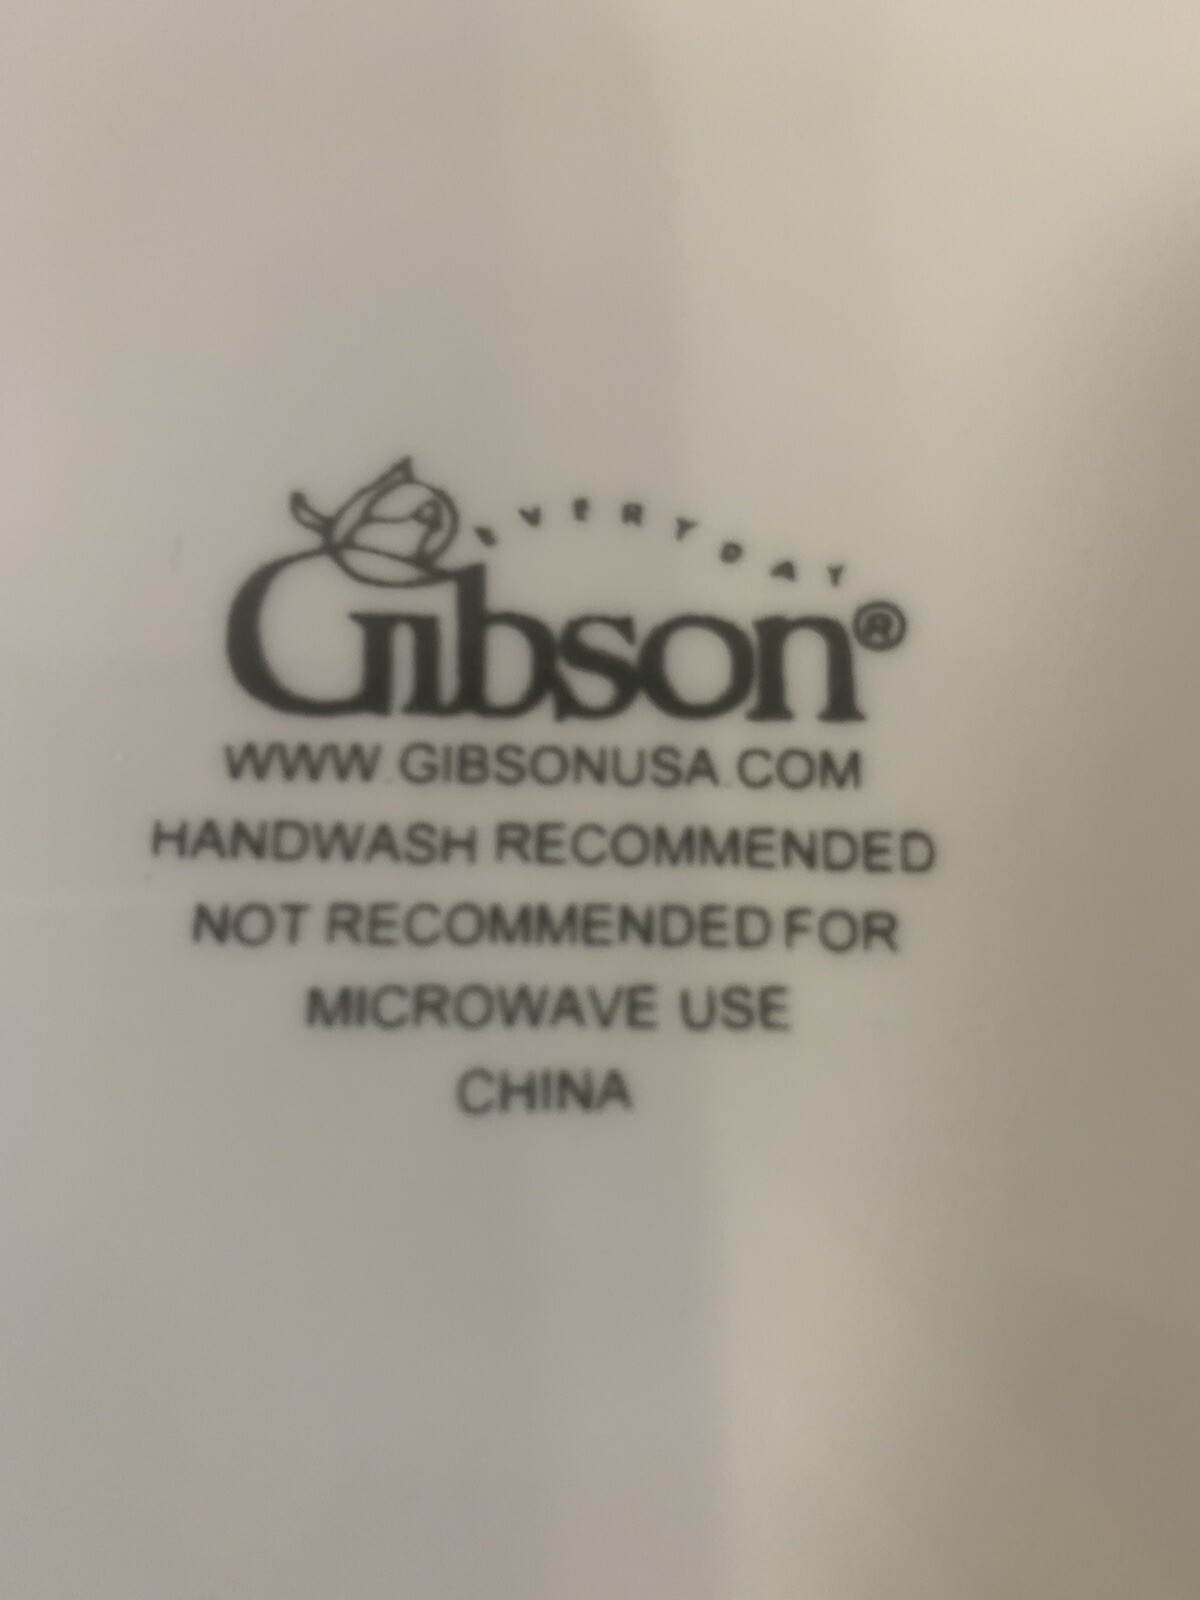 EVERYDAY
Gibson®
WWW.GIBSONUSA.COM
HANDWASH RECOMMENDED
NOT RECOMMENDED FOR
MICROWAVE USE
CHINA